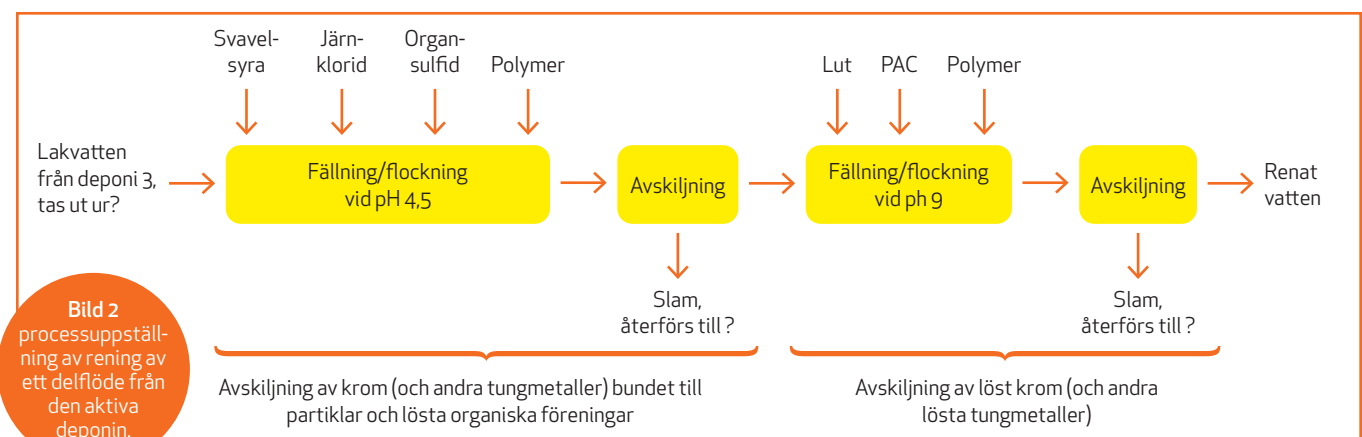 Svavel-
syra
Järn-
klorid
Organ-
sulfid
Polymer
Lut
PAC
Polymer
Lakvatten
från deponi 3,
tas ut ur?
Fällning/flockning
vid pH 4,5
Avskiljning
Fällning/flockning
vid ph 9
Avskiljning
Renat
vatten
Slam,
återförs till ?
Slam,
återförs till ?
Avskiljning av krom (och andra tungmetaller) bundet till
partiklar och lösta organiska föreningar
Avskiljning av löst krom (och andra
lösta tungmetaller)
Bild 2
processuppställ-
ning av rening av
ett delflöde från
den aktiva
deponin.